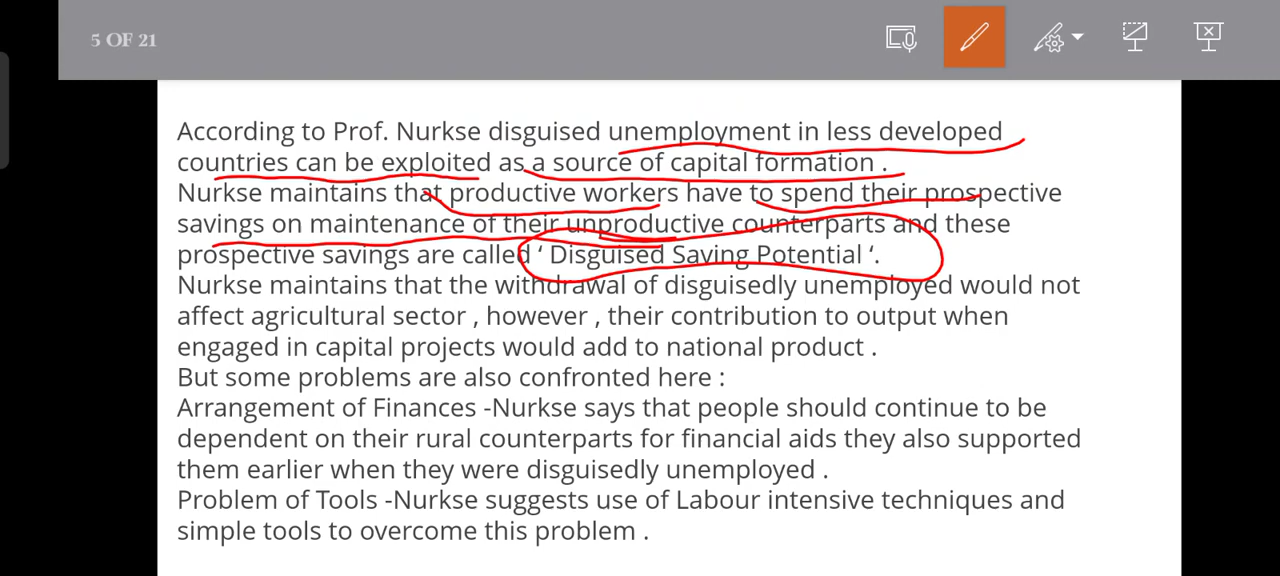 5 OF 21
According to Prof. Nurkse disguised unemployment in less developed
countries can be exploited as a source of capital formation .
Nurkse maintains that productive workers have to spend their prospective
savings on maintenance of their unproductive counterparts and these
prospective savings are called ‘ Disguised Saving Potential ‘.
Nurkse maintains that the withdrawal of disguisedly unemployed would not
affect agricultural sector , however , their contribution to output when
engaged in capital projects would add to national product .
But some problems are also confronted here :
Arrangement of Finances -Nurkse says that people should continue to be
dependent on their rural counterparts for financial aids they also supported
them earlier when they were disguisedly unemployed .
Problem of Tools -Nurkse suggests use of Labour intensive techniques and
simple tools to overcome this problem .